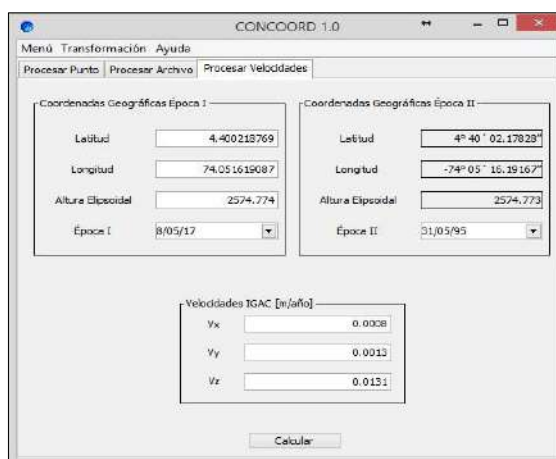 CONCOORD 1.0
Menú Transformación Ayuda
Procesar Punto Procesar Archivo Procesar Velocidades
Coordenadas Geográficas Época I
Latitud 4.400218769
Longitud 74.051619087
Altura Elipsoidal 2574.774
Época I 8/05/17
Coordenadas Geográficas Época II
Latitud 4° 40´ 02.17828"
Longitud -74° 05´ 16.19167"
Altura Elipsoidal 2574.773
Época II 31/05/95
Velocidades IGAC [m/año]
Vx 0.0008
Vy 0.0013
Vz 0.0131
Calcular